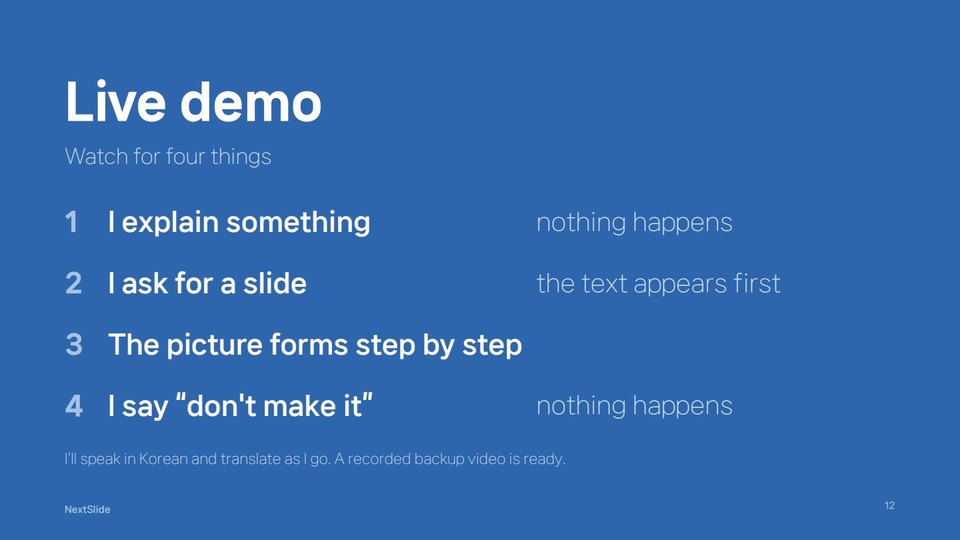 Live demo
Watch for four things
1 I explain something nothing happens
2 I ask for a slide the text appears first
3 The picture forms step by step
4 I say “don't make it” nothing happens
I'll speak in Korean and translate as I go. A recorded backup video is ready.
NextSlide 12